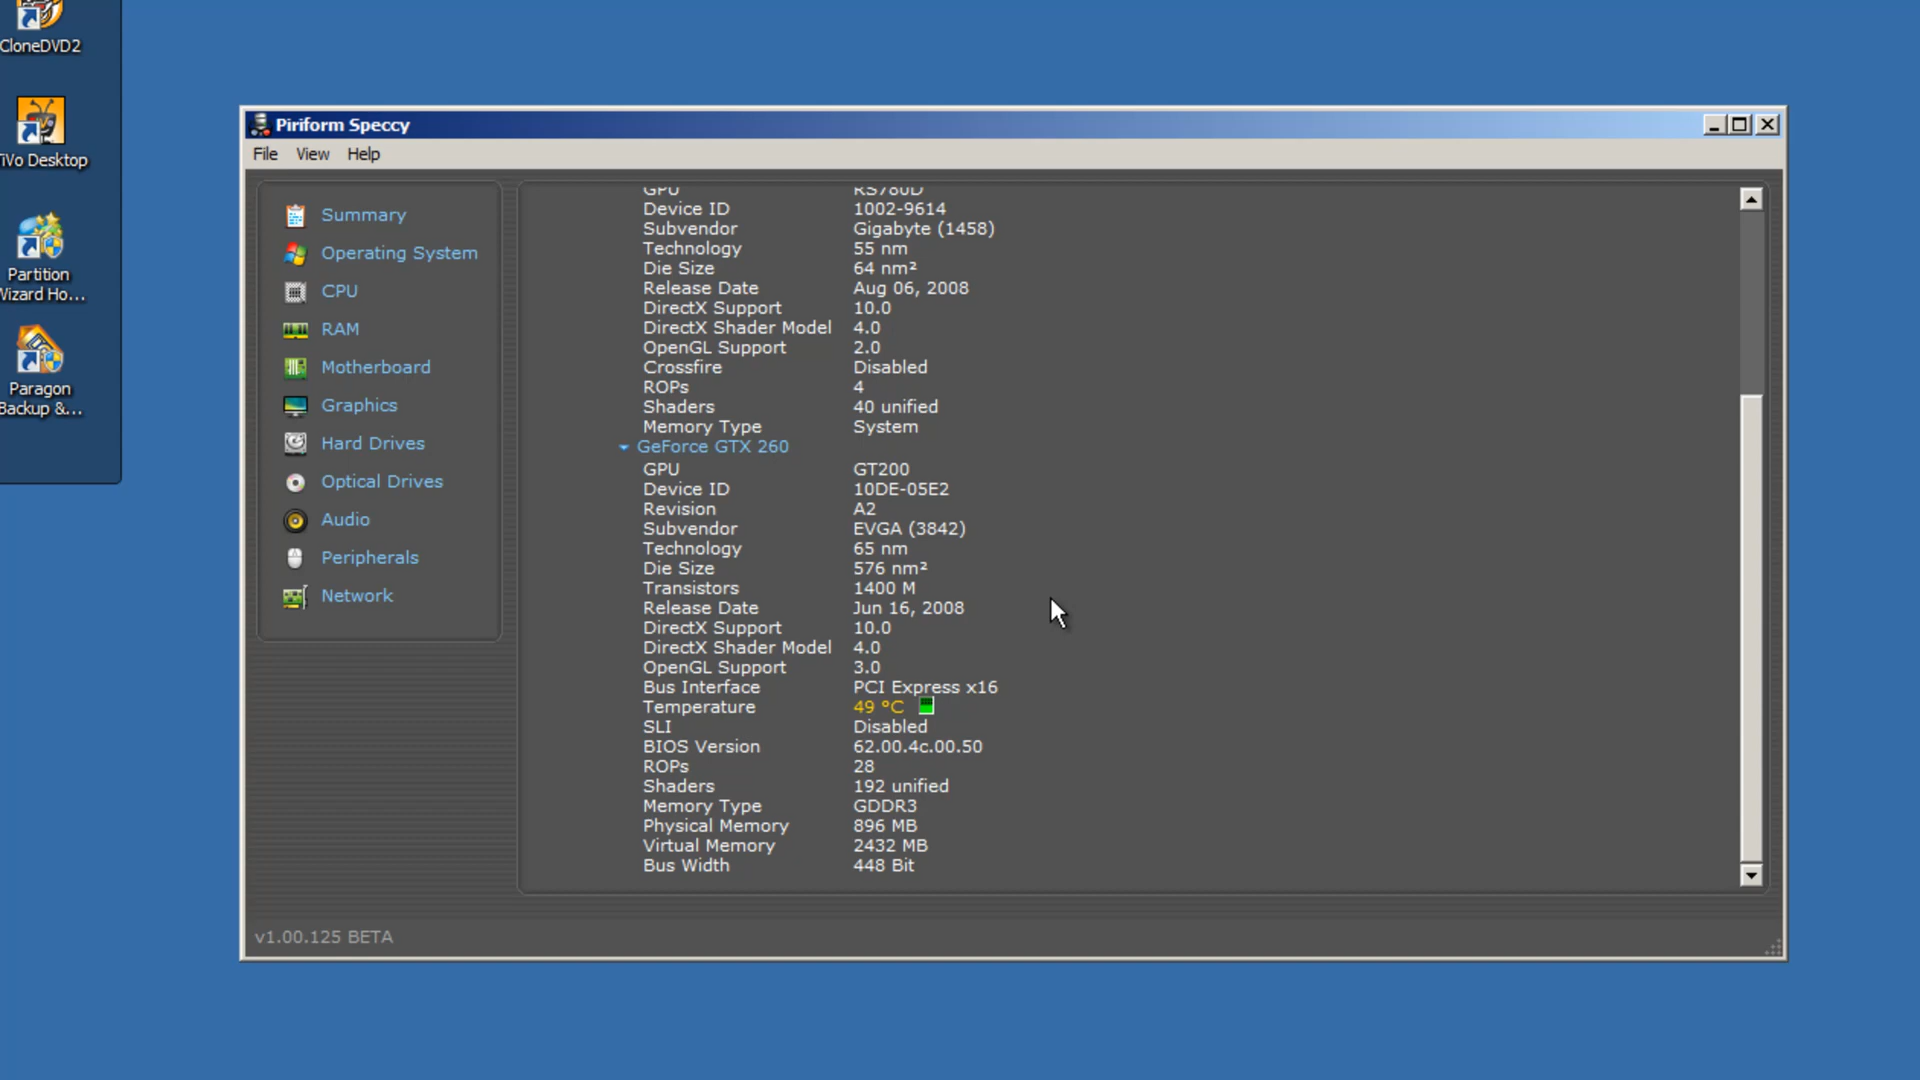 CloneDVD2
iVo Desktop
Partition
Wizard Ho...
Paragon
Backup &...
Piriform Speccy
File View Help
Summary
Operating System
CPU
RAM
Motherboard
Graphics
Hard Drives
Optical Drives
Audio
Peripherals
Network
GPU RS780D
Device ID 1002-9614
Subvendor Gigabyte (1458)
Technology 55 nm
Die Size 64 nm²
Release Date Aug 06, 2008
DirectX Support 10.0
DirectX Shader Model 4.0
OpenGL Support 2.0
Crossfire Disabled
ROPs 4
Shaders 40 unified
Memory Type System
GeForce GTX 260
GPU GT200
Device ID 10DE-05E2
Revision A2
Subvendor EVGA (3842)
Technology 65 nm
Die Size 576 nm²
Transistors 1400 M
Release Date Jun 16, 2008
DirectX Support 10.0
DirectX Shader Model 4.0
OpenGL Support 3.0
Bus Interface PCI Express x16
Temperature 49 °C
SLI Disabled
BIOS Version 62.00.4c.00.50
ROPs 28
Shaders 192 unified
Memory Type GDDR3
Physical Memory 896 MB
Virtual Memory 2432 MB
Bus Width 448 Bit
v1.00.125 BETA